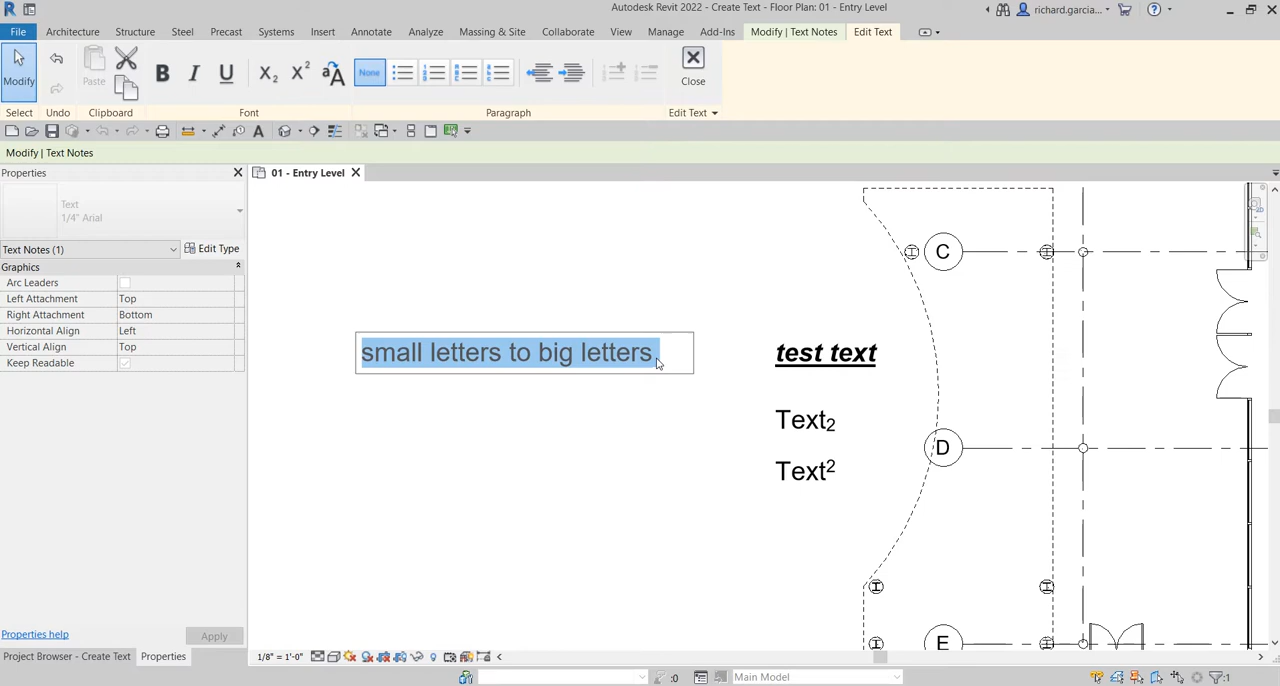 Autodesk Revit 2022 - Create Text - Floor Plan: 01 - Entry Level
richard.garcia...
File Architecture Structure Steel Precast Systems Insert Annotate Analyze Massing & Site Collaborate View Manage Add-Ins Modify | Text Notes Edit Text
Modify Paste B I U X2 X2 aA None Close
Select Undo Clipboard Font Paragraph Edit Text
Modify | Text Notes
Properties
01 - Entry Level
Text
1/4" Arial
Text Notes (1) Edit Type
Graphics
Arc Leaders
Left Attachment Top
Right Attachment Bottom
Horizontal Align Left
Vertical Align Top
Keep Readable
C
small letters to big letters
test text
Text2
D
Text2
E
Properties help Apply
Project Browser - Create Text Properties
1/8" = 1'-0"
:0 Main Model :1